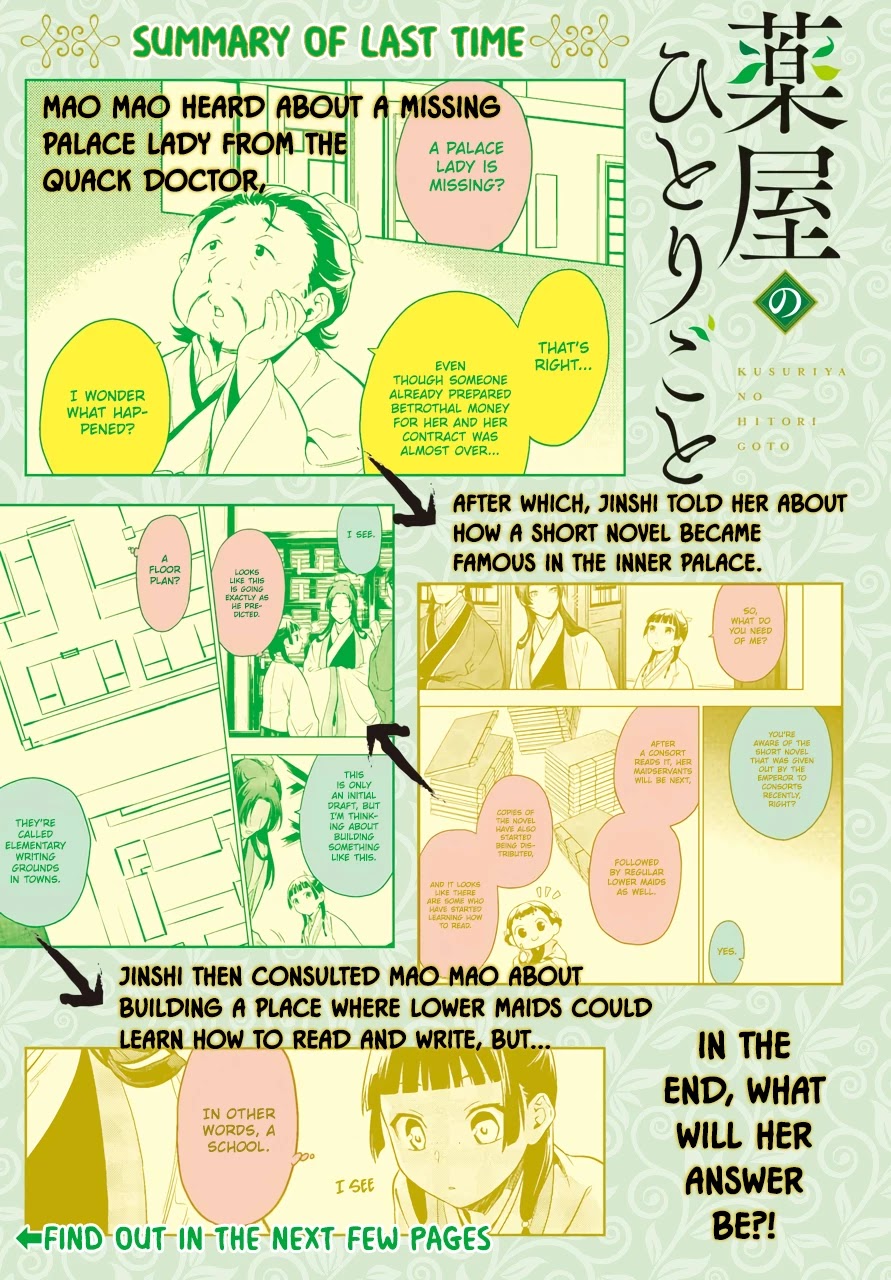 SUMMARY OF LAST TIME
薬屋の
ひとりごと
KUSURIYA
NO
HITORI
GOTO
MAO MAO HEARD ABOUT A MISSING
PALACE LADY FROM THE
QUACK DOCTOR,
A PALACE
LADY IS
MISSING?
THAT'S
RIGHT...
EVEN
THOUGH SOMEONE
ALREADY PREPARED
BETROTHAL MONEY
FOR HER AND HER
CONTRACT WAS
ALMOST OVER...
I WONDER
WHAT HAP-
PENED?
AFTER WHICH, JINSHI TOLD HER ABOUT
HOW A SHORT NOVEL BECAME
FAMOUS IN THE INNER PALACE.
SO,
WHAT DO
YOU NEED
OF ME?
YOU'RE
AWARE OF THE
SHORT NOVEL
THAT WAS GIVEN
OUT BY THE
EMPEROR TO
CONSORTS
RECENTLY,
RIGHT?
YES.
AFTER
A CONSORT
READS IT, HER
MAIDSERVANTS
WILL BE NEXT,
FOLLOWED
BY REGULAR
LOWER MAIDS
AS WELL.
COPIES OF
THE NOVEL
HAVE ALSO
STARTED
BEING DIS-
TRIBUTED,
AND IT LOOKS
LIKE THERE
ARE SOME WHO
HAVE STARTED
LEARNING HOW
TO READ.
I SEE.
LOOKS
LIKE THIS
IS GOING
EXACTLY AS
HE PRE-
DICTED.
A
FLOOR
PLAN?
THIS
IS ONLY
AN INITIAL
DRAFT, BUT
I'M THINK-
ING ABOUT
BUILDING
SOMETHING
LIKE THIS.
THEY'RE
CALLED
ELEMENTARY
WRITING
GROUNDS
IN TOWNS.
JINSHI THEN CONSULTED MAO MAO ABOUT
BUILDING A PLACE WHERE LOWER MAIDS COULD
LEARN HOW TO READ AND WRITE, BUT...
IN OTHER
WORDS, A
SCHOOL.
I SEE
IN THE
END, WHAT
WILL HER
ANSWER
BE?!
FIND OUT IN THE NEXT FEW PAGES